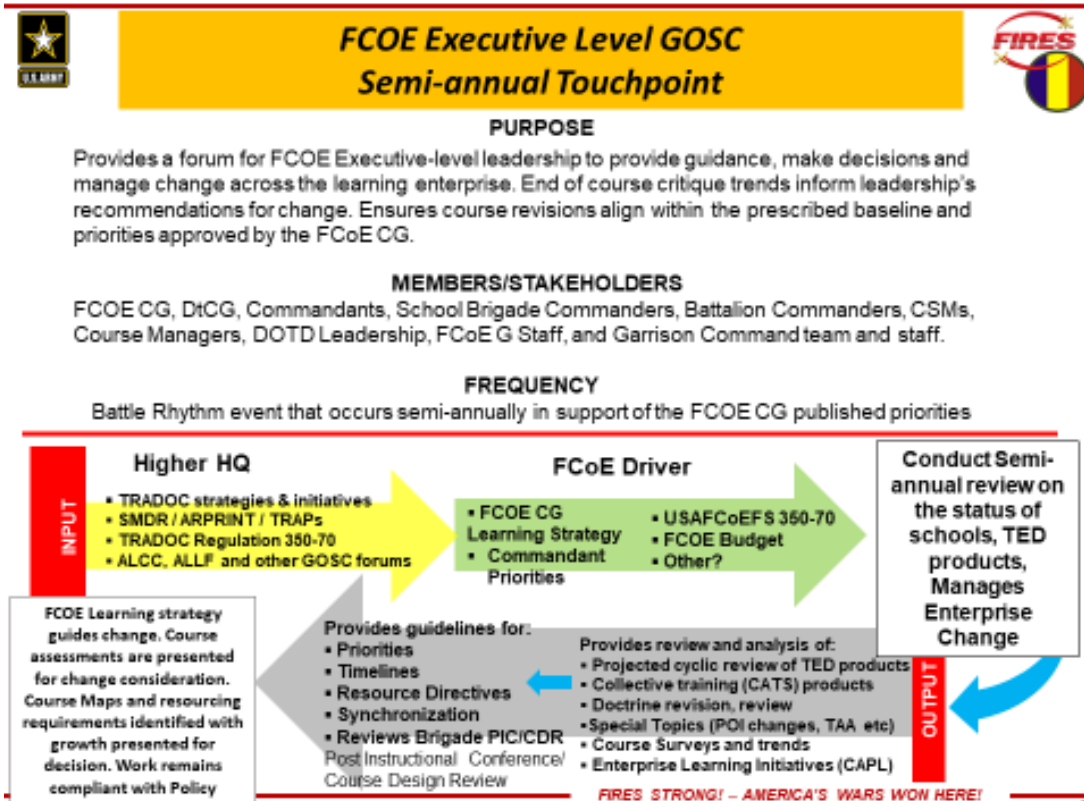 U.S.ARMY
FCOE Executive Level GOSC
Semi-annual Touchpoint
FIRES
PURPOSE
Provides a forum for FCOE Executive-level leadership to provide guidance, make decisions and
manage change across the learning enterprise. End of course critique trends inform leadership's
recommendations for change. Ensures course revisions align within the prescribed baseline and
priorities approved by the FCoE CG.
MEMBERS/STAKEHOLDERS
FCOE CG, DtCG, Commandants, School Brigade Commanders, Battalion Commanders, CSMs,
Course Managers, DOTD Leadership, FCoE G Staff, and Garrison Command team and staff.
FREQUENCY
Battle Rhythm event that occurs semi-annually in support of the FCOE CG published priorities
INPUT
Higher HQ
▪ TRADOC strategies & initiatives
▪ SMDR / ARPRINT / TRAPs
▪ TRADOC Regulation 350-70
▪ ALCC, ALLF and other GOSC forums
FCoE Driver
▪ FCOE CG
Learning Strategy
▪ Commandant
Priorities
▪ USAFCoEFS 350-70
▪ FCOE Budget
▪ Other?
Conduct Semi-
annual review on
the status of
schools, TED
products,
Manages
Enterprise
Change
OUTPUT
Provides review and analysis of:
▪ Projected cyclic review of TED products
▪ Collective training (CATS) products
▪ Doctrine revision, review
▪Special Topics (POI changes, TAA etc)
▪ Course Surveys and trends
▪ Enterprise Learning Initiatives (CAPL)
Provides guidelines for:
▪ Priorities
▪ Timelines
▪ Resource Directives
▪ Synchronization
▪ Reviews Brigade PIC/CDR
Post Instructional Conference/
Course Design Review
FCOE Learning strategy
guides change. Course
assessments are presented
for change consideration.
Course Maps and resourcing
requirements identified with
growth presented for
decision. Work remains
compliant with Policy
FIRES STRONG! – AMERICA'S WARS WON HERE!